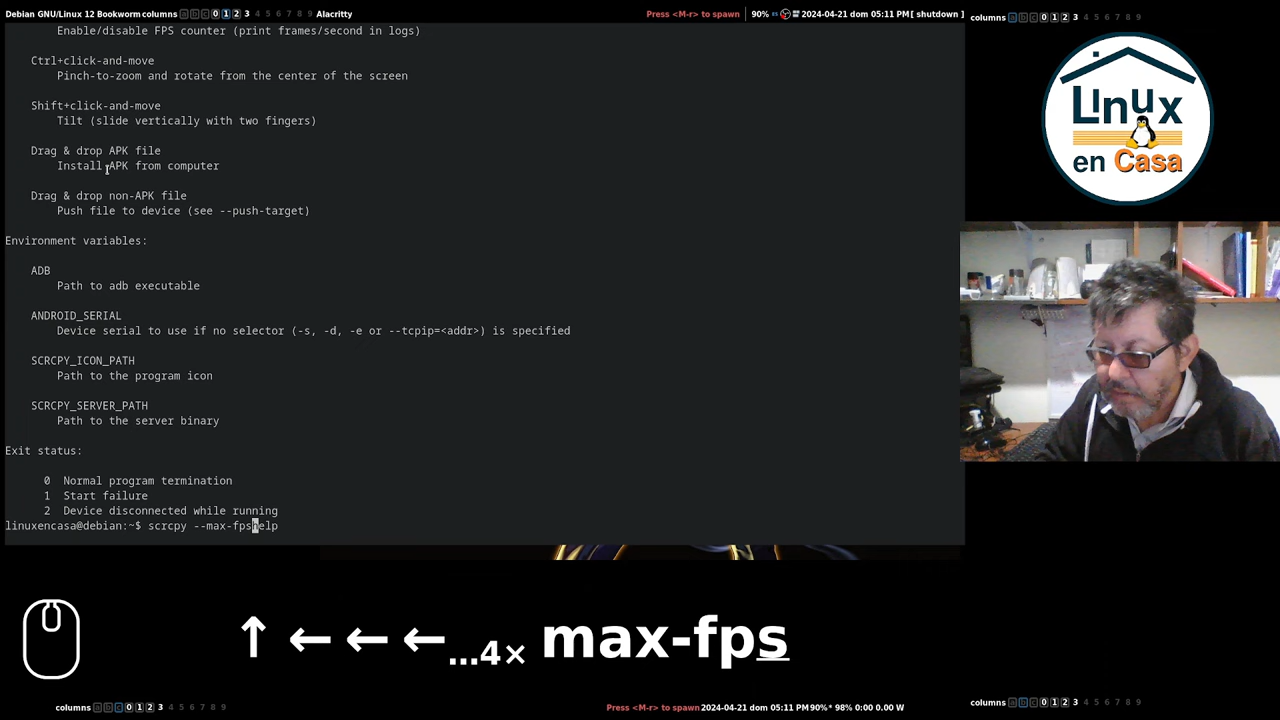 Debian GNU/Linux 12 Bookworm columns a b c 0 1 2 3 4 5 6 7 8 9 Alacritty
Press <M-r> to spawn 90% ES 2024-04-21 dom 05:11 PM [ shutdown ]
columns a b c 0 1 2 3 4 5 6 7 8 9
Enable/disable FPS counter (print frames/second in logs)
Ctrl+click-and-move
Pinch-to-zoom and rotate from the center of the screen
Shift+click-and-move
Tilt (slide vertically with two fingers)
Drag & drop APK file
Install APK from computer
Drag & drop non-APK file
Push file to device (see --push-target)
Environment variables:
ADB
Path to adb executable
ANDROID_SERIAL
Device serial to use if no selector (-s, -d, -e or --tcpip=<addr>) is specified
SCRCPY_ICON_PATH
Path to the program icon
SCRCPY_SERVER_PATH
Path to the server binary
Exit status:
0 Normal program termination
1 Start failure
2 Device disconnected while running
linuxencasa@debian:~$ scrcpy --max-fpshelp
Linux
en Casa
↑ ← ← ← ...4× max-fps
columns a b c 0 1 2 3 4 5 6 7 8 9
Press <M-r> to spawn 2024-04-21 dom 05:11 PM 90%* 98% 0:00 0.00 W
columns a b c 0 1 2 3 4 5 6 7 8 9